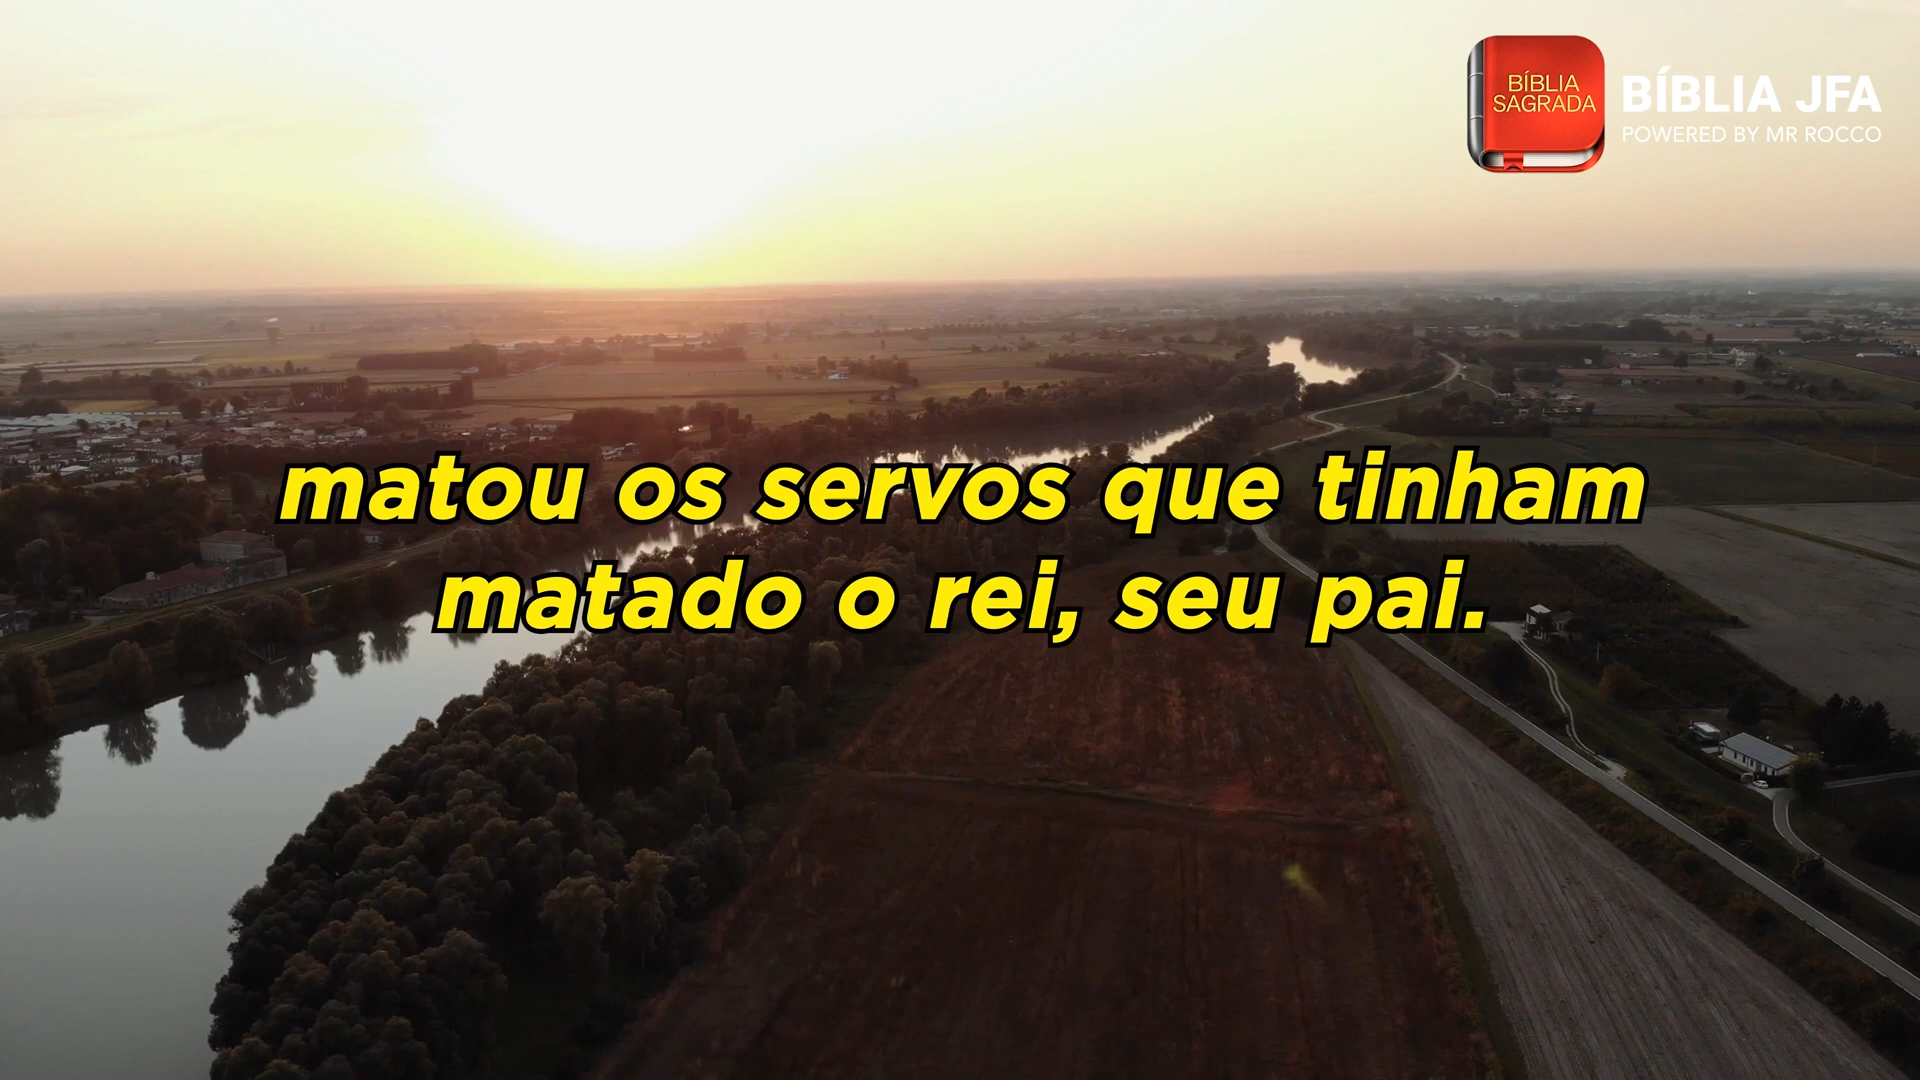 BÍBLIA
SAGRADA
BÍBLIA JFA
POWERED BY MR ROCCO
matou os servos que tinham
matado o rei, seu pai.